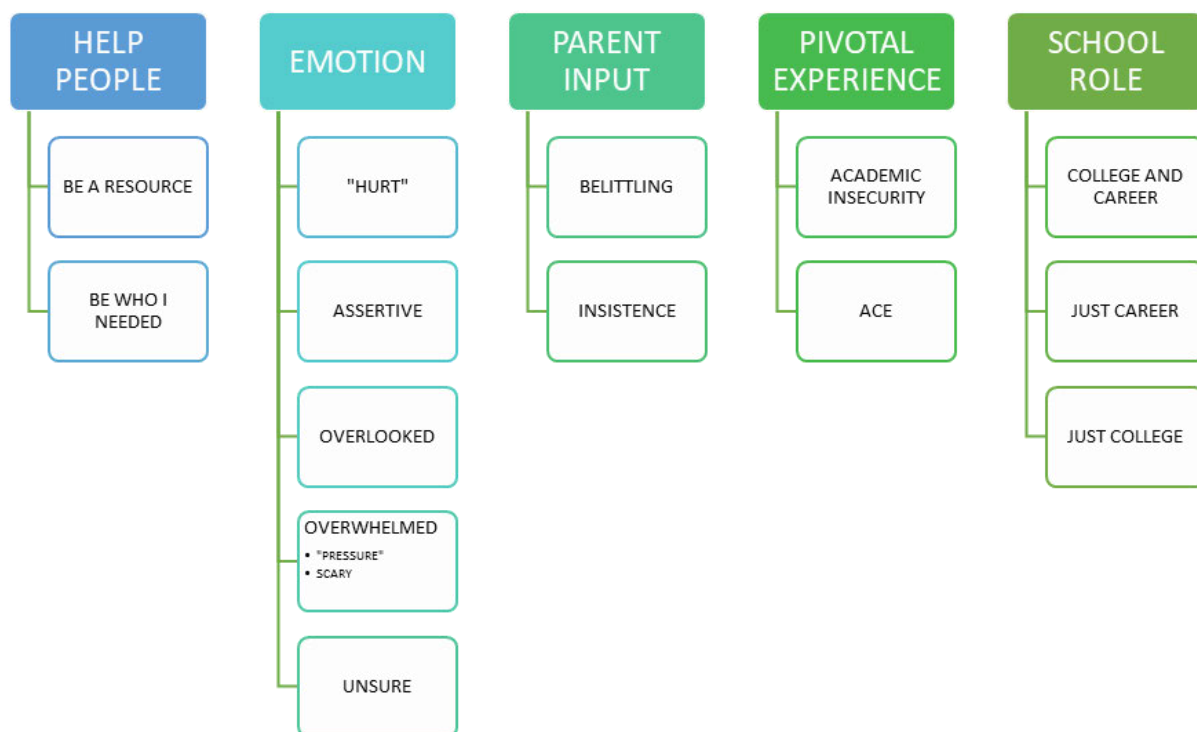 HELP
PEOPLE
BE A RESOURCE
BE WHO I
NEEDED
EMOTION
"HURT"
ASSERTIVE
OVERLOOKED
OVERWHELMED
• "PRESSURE"
• SCARY
UNSURE
PARENT
INPUT
BELITTLING
INSISTENCE
PIVOTAL
EXPERIENCE
ACADEMIC
INSECURITY
ACE
SCHOOL
ROLE
COLLEGE AND
CAREER
JUST CAREER
JUST COLLEGE